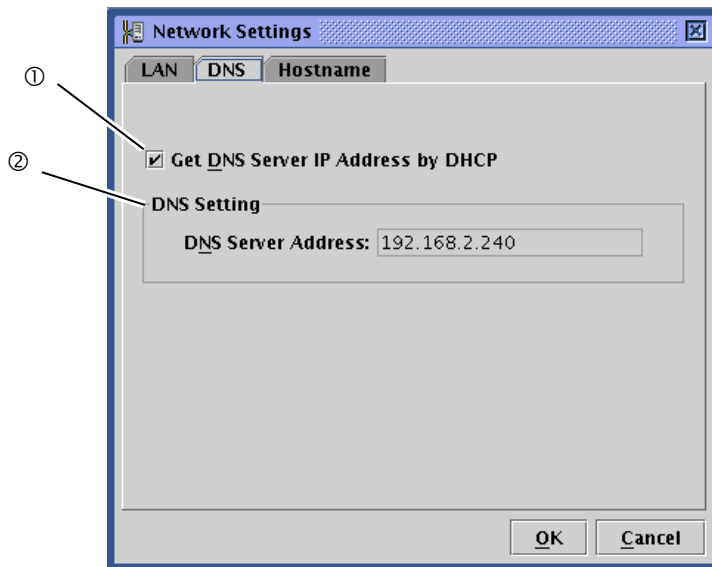 Network Settings
LAN DNS Hostname
①
Get DNS Server IP Address by DHCP
②
DNS Setting
DNS Server Address: 192.168.2.240
OK Cancel